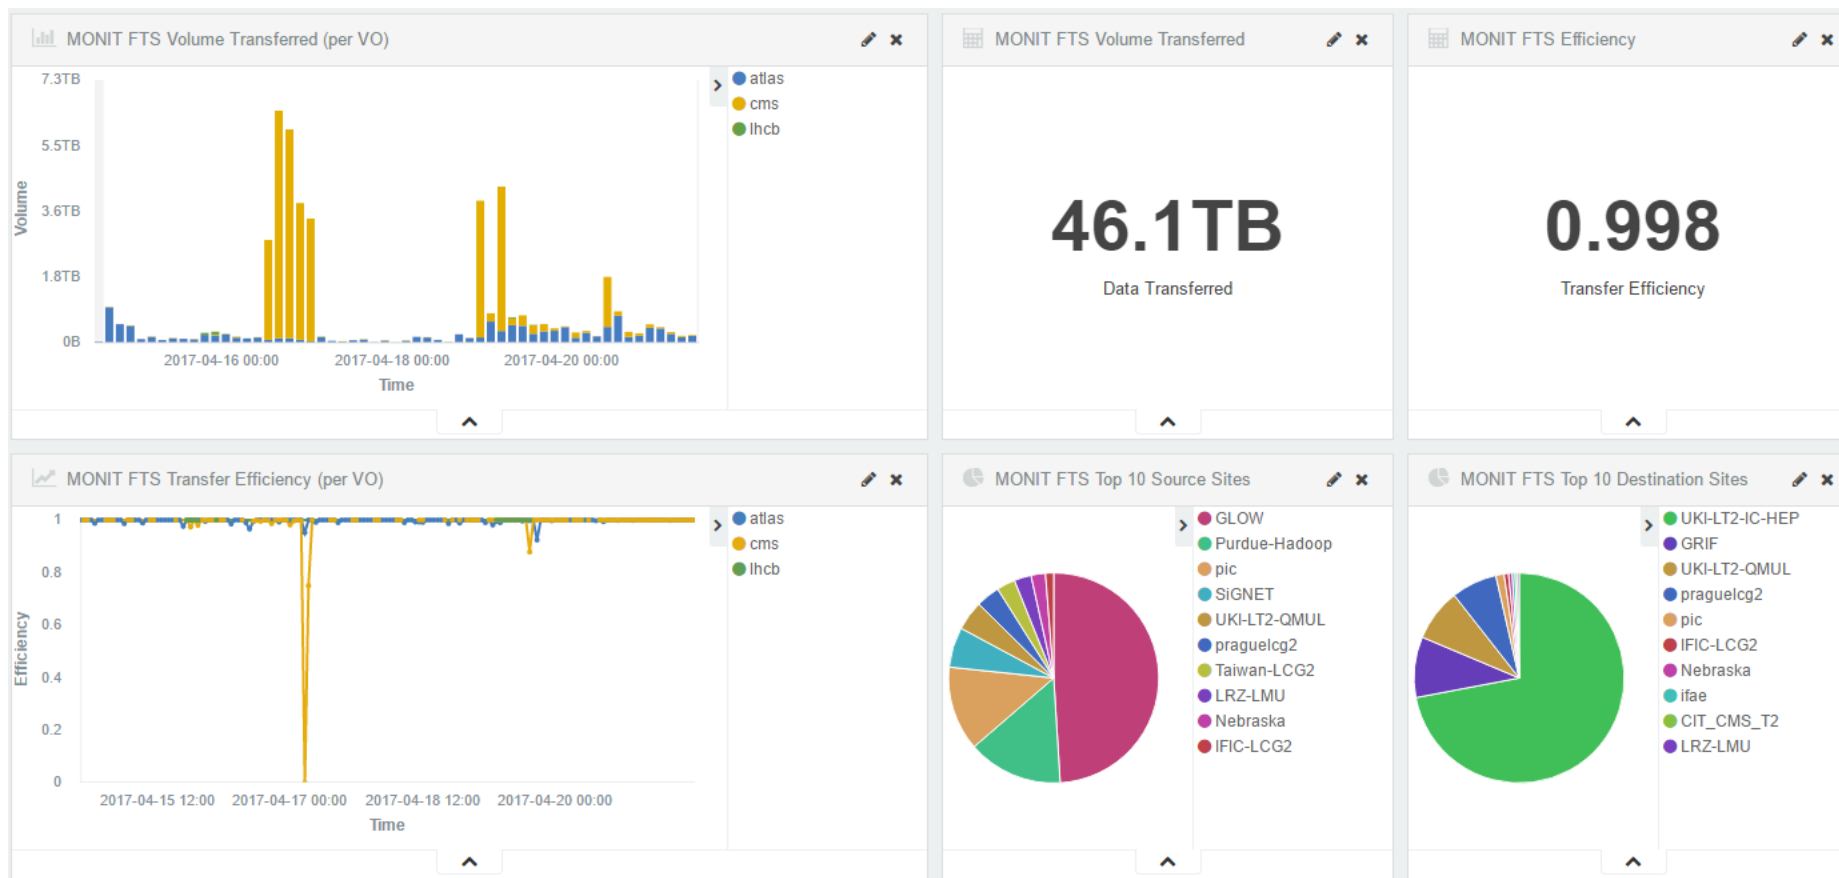 MONIT FTS Volume Transferred (per VO)
7.3TB
5.5TB
3.6TB
1.8TB
0B
Volume
2017-04-16 00:00
2017-04-18 00:00
2017-04-20 00:00
Time
atlas
cms
lhcb
MONIT FTS Volume Transferred
46.1TB
Data Transferred
MONIT FTS Efficiency
0.998
Transfer Efficiency
MONIT FTS Transfer Efficiency (per VO)
1
0.8
0.6
0.4
0.2
0
Efficiency
2017-04-15 12:00
2017-04-17 00:00
2017-04-18 12:00
2017-04-20 00:00
Time
atlas
cms
lhcb
MONIT FTS Top 10 Source Sites
GLOW
Purdue-Hadoop
pic
SiGNET
UKI-LT2-QMUL
praguelcg2
Taiwan-LCG2
LRZ-LMU
Nebraska
IFIC-LCG2
MONIT FTS Top 10 Destination Sites
UKI-LT2-IC-HEP
GRIF
UKI-LT2-QMUL
praguelcg2
pic
IFIC-LCG2
Nebraska
ifae
CIT_CMS_T2
LRZ-LMU